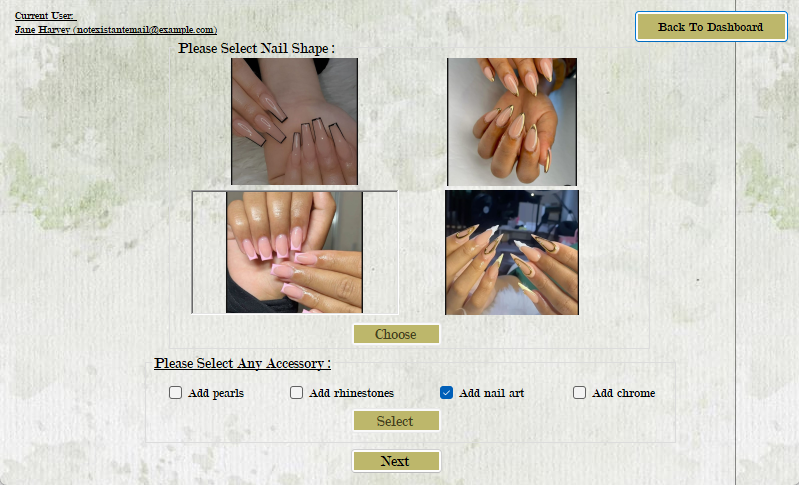 Current User:
Jane Harvey (notexistantemail@example.com)
Back To Dashboard
Please Select Nail Shape :
Choose
Please Select Any Accessory :
Add pearls
Add rhinestones
Add nail art
Add chrome
Select
Next